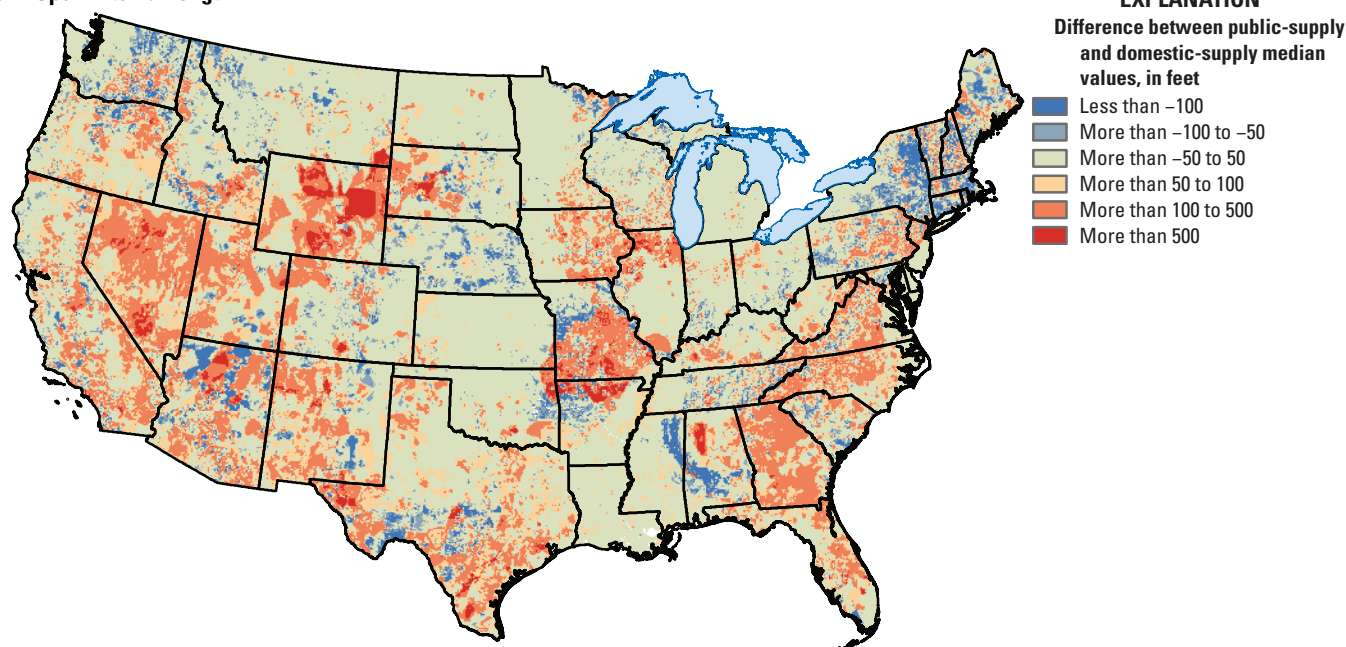 EXPLANATION
Difference between public-supply
and domestic-supply median
values, in feet
Less than −100
More than −100 to −50
More than −50 to 50
More than 50 to 100
More than 100 to 500
More than 500